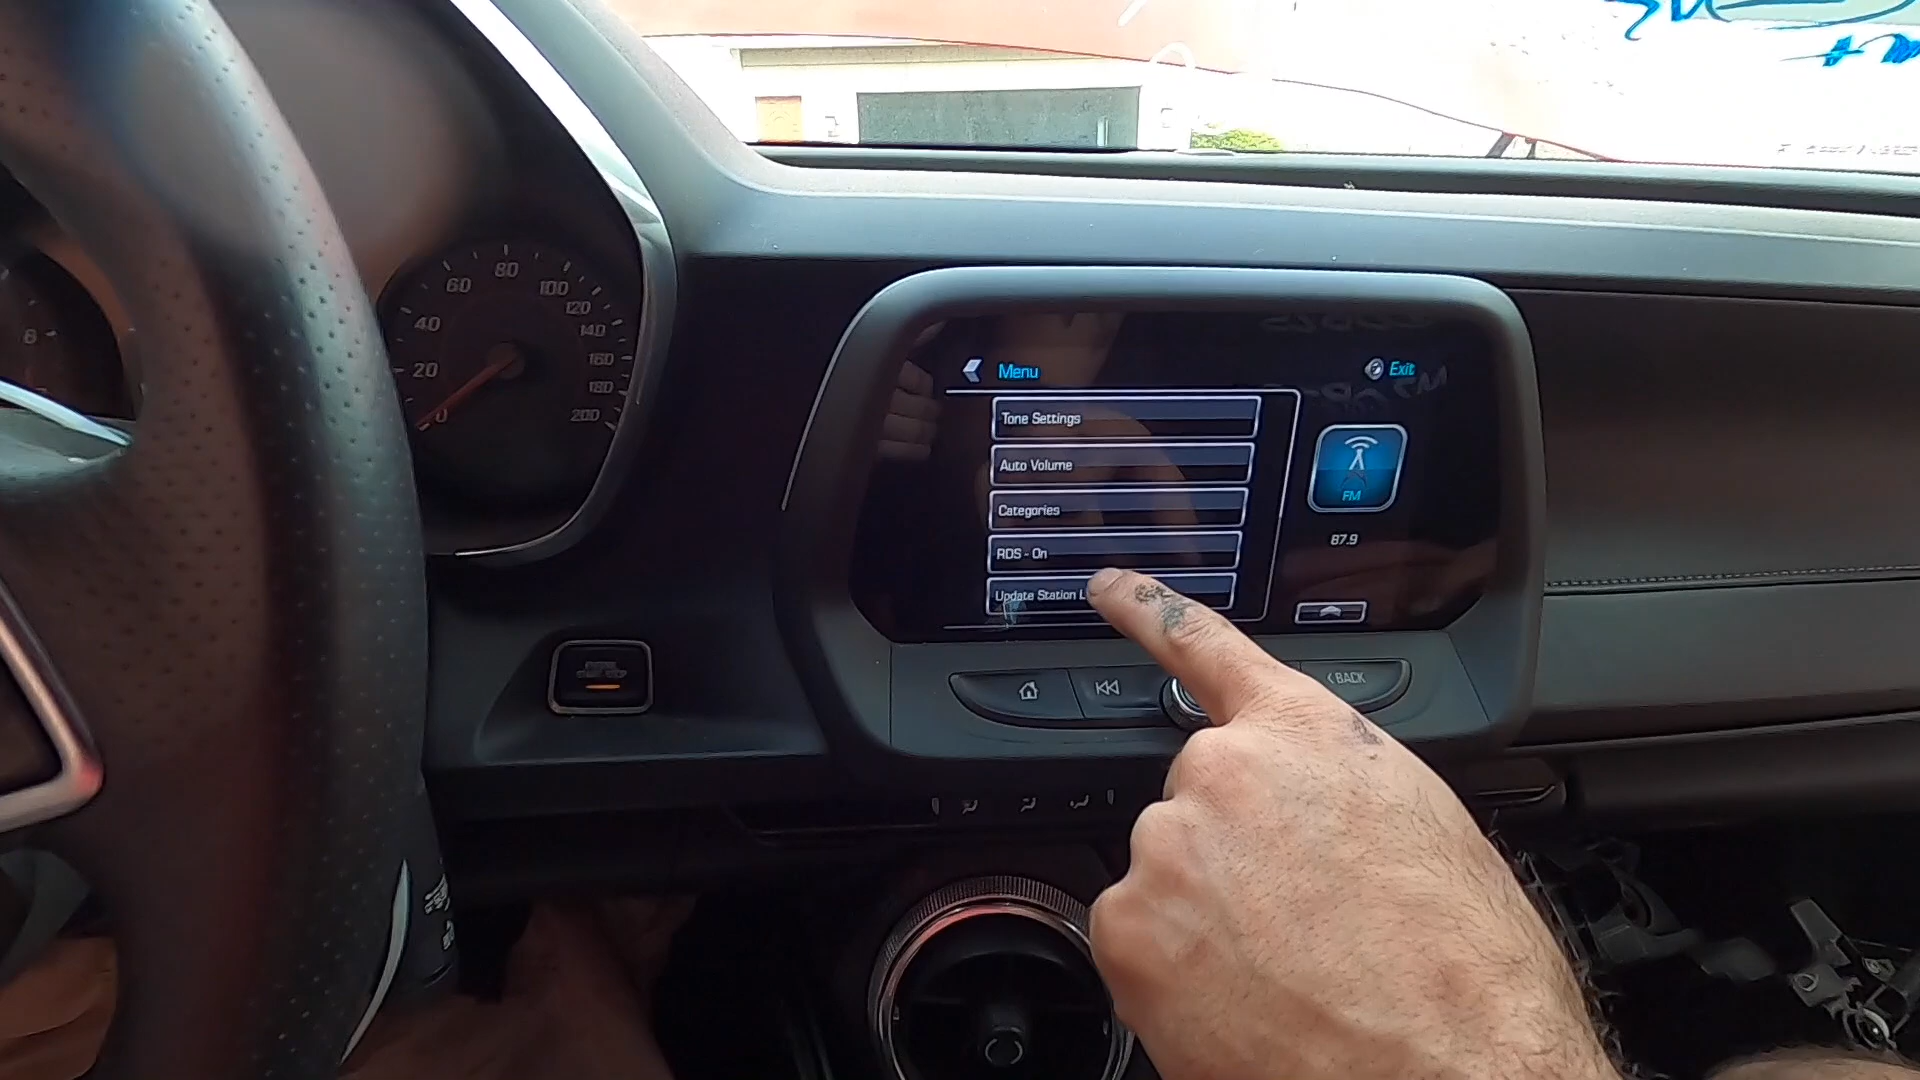 Menu
Exit
Tone Settings
Auto Volume
Categories
RDS - On
Update Station L
FM
87.9
BACK
80
60
100
120
40
140
160
20
180
0
200